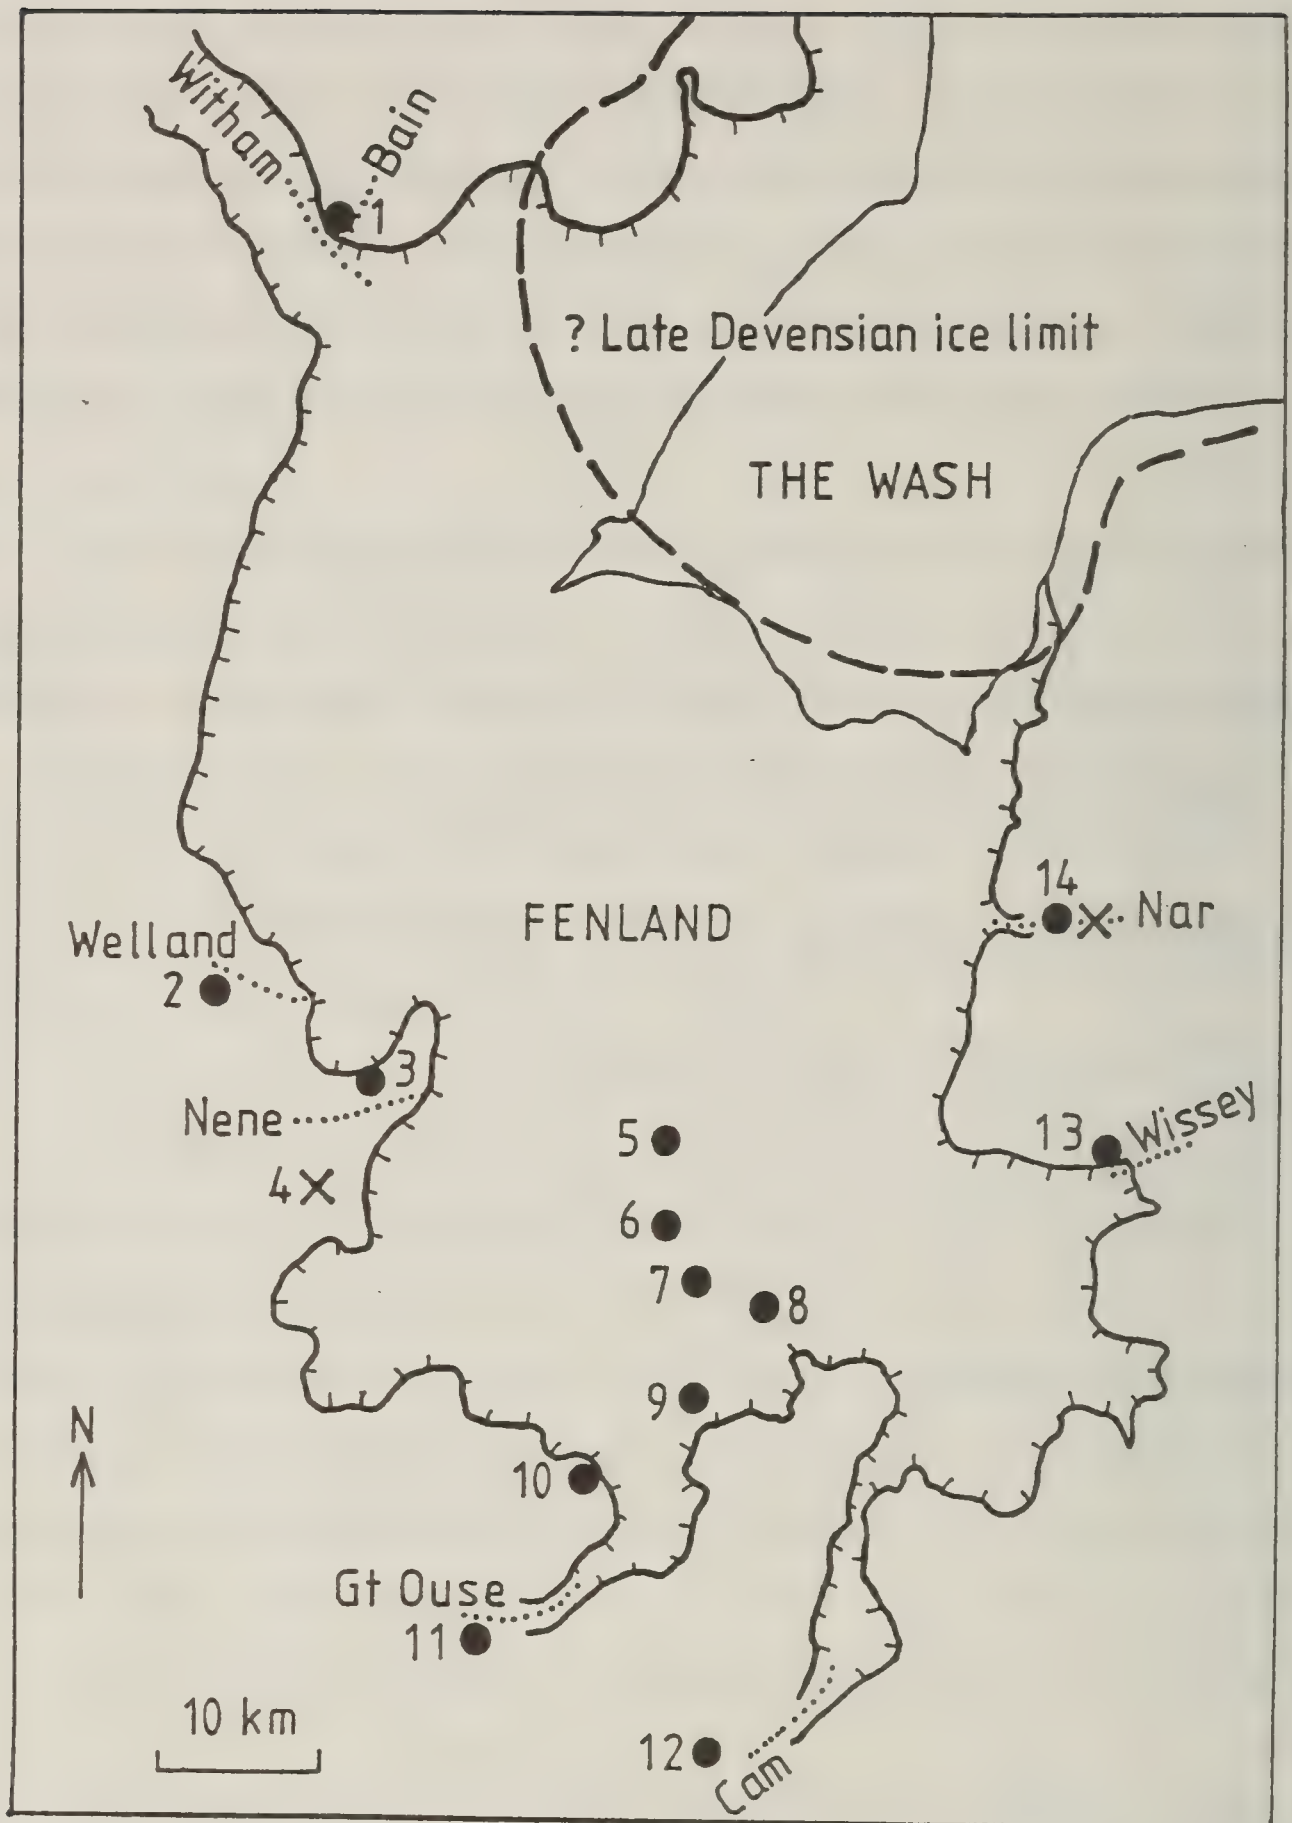 Witham
Bain
1
? Late Devensian ice limit
THE WASH
14
Nar
FENLAND
Welland
2
3
Nene
13
Wissey
5
4
6
7
8
9
N
10
Gt Ouse
11
10 km
12
Cam